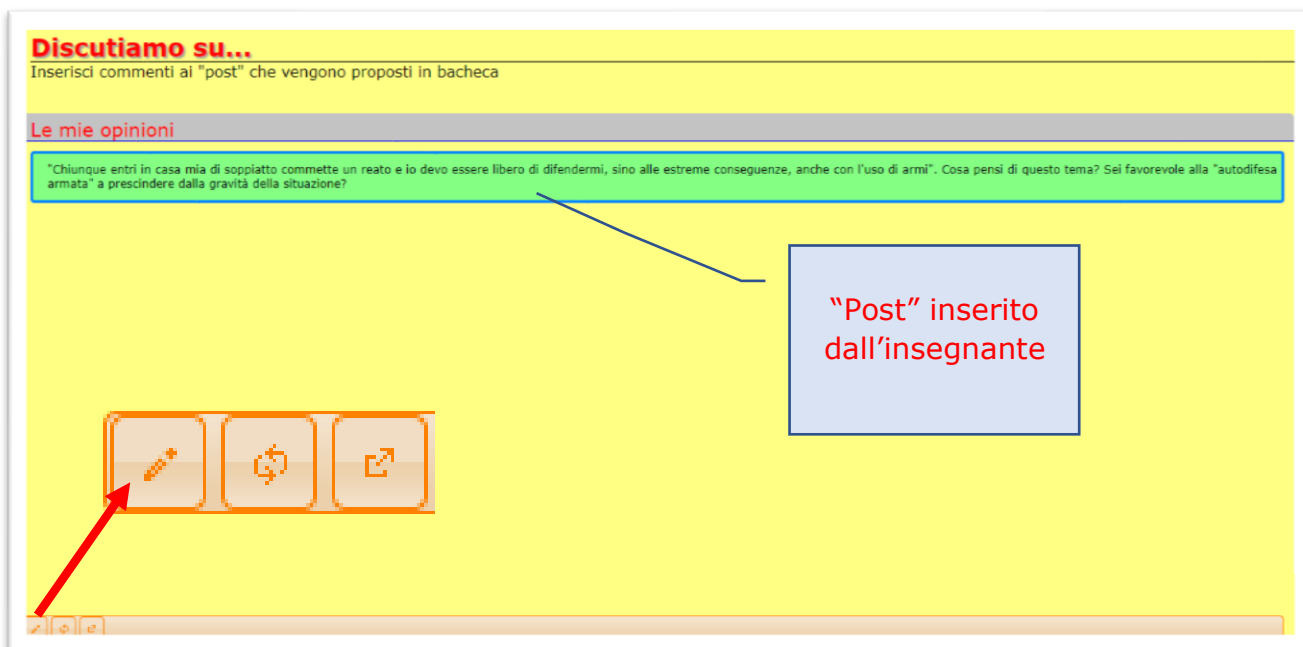 Discutiamo su...
Inserisci commenti ai "post" che vengono proposti in bacheca
Le mie opinioni
"Chiunque entri in casa mia di soppiatto commette un reato e io devo essere libero di difendermi, sino alle estreme conseguenze, anche con l'uso di armi". Cosa pensi di questo tema? Sei favorevole alla "autodifesa
armata" a prescindere dalla gravità della situazione?
“Post” inserito
dall’insegnante